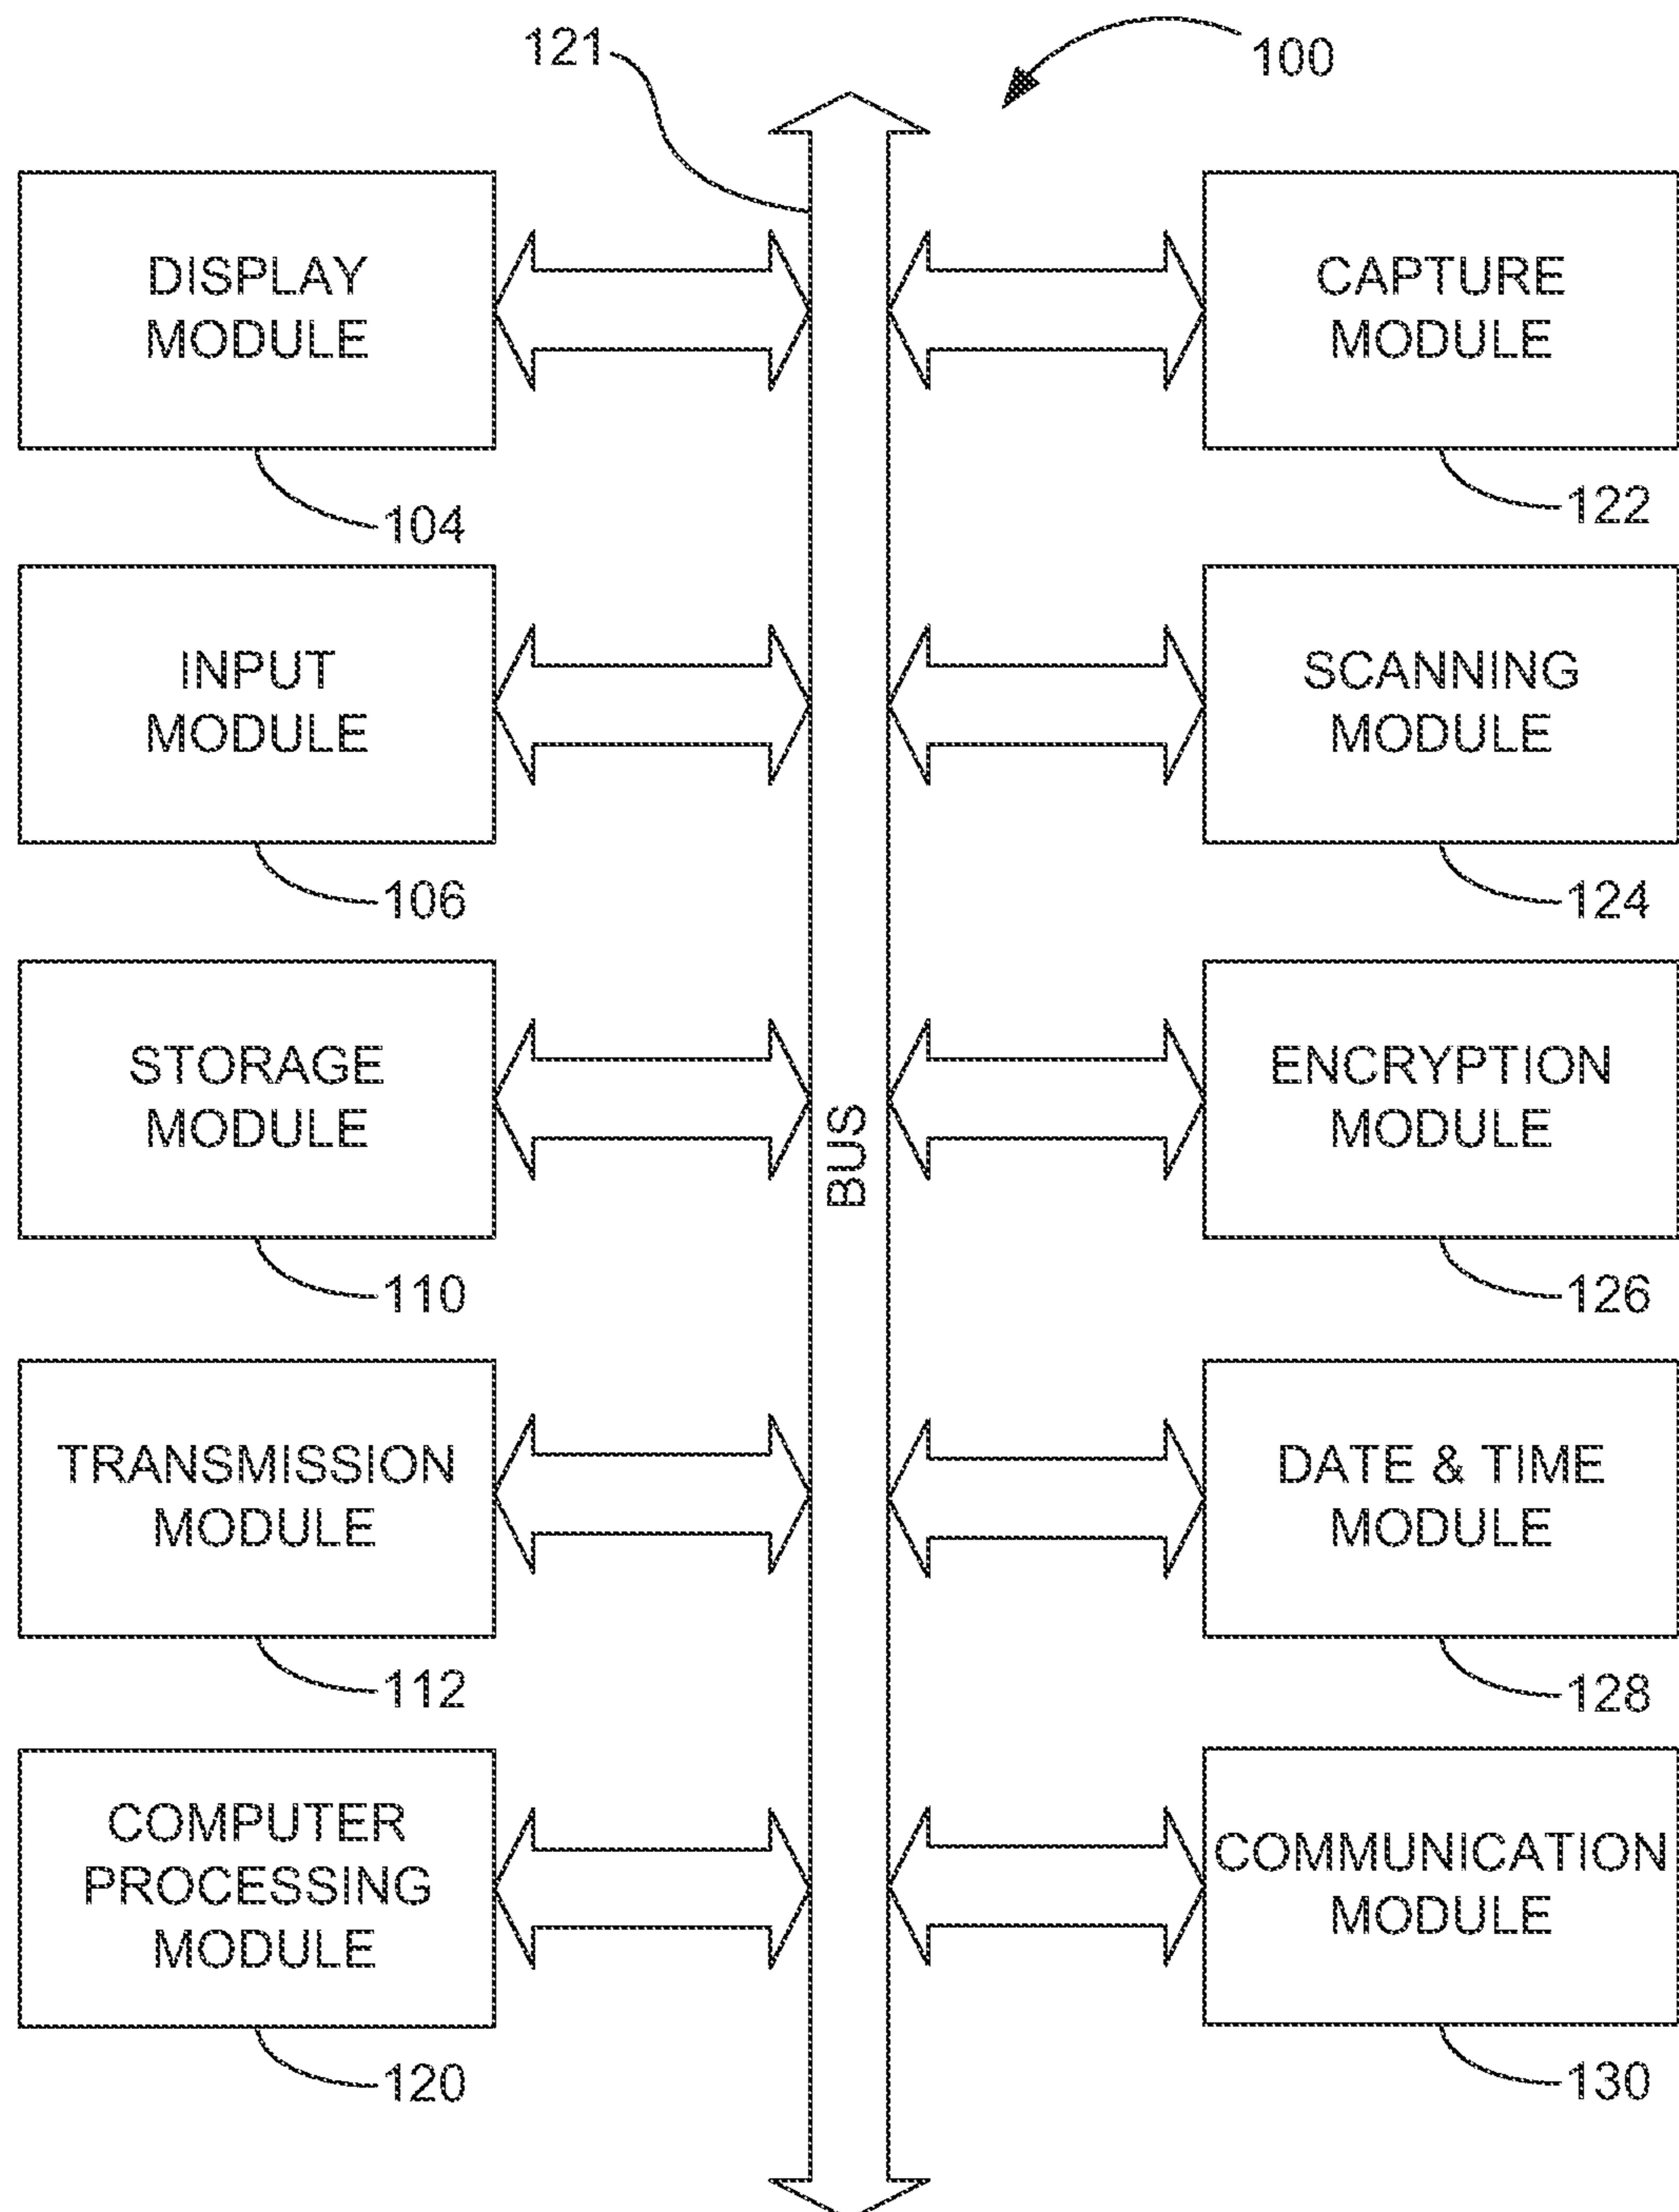 121
100
DISPLAY
MODULE
104
CAPTURE
MODULE
122
INPUT
MODULE
106
SCANNING
MODULE
124
STORAGE
MODULE
110
BUS
ENCRYPTION
MODULE
126
TRANSMISSION
MODULE
112
DATE & TIME
MODULE
128
COMPUTER
PROCESSING
MODULE
120
COMMUNICATION
MODULE
130